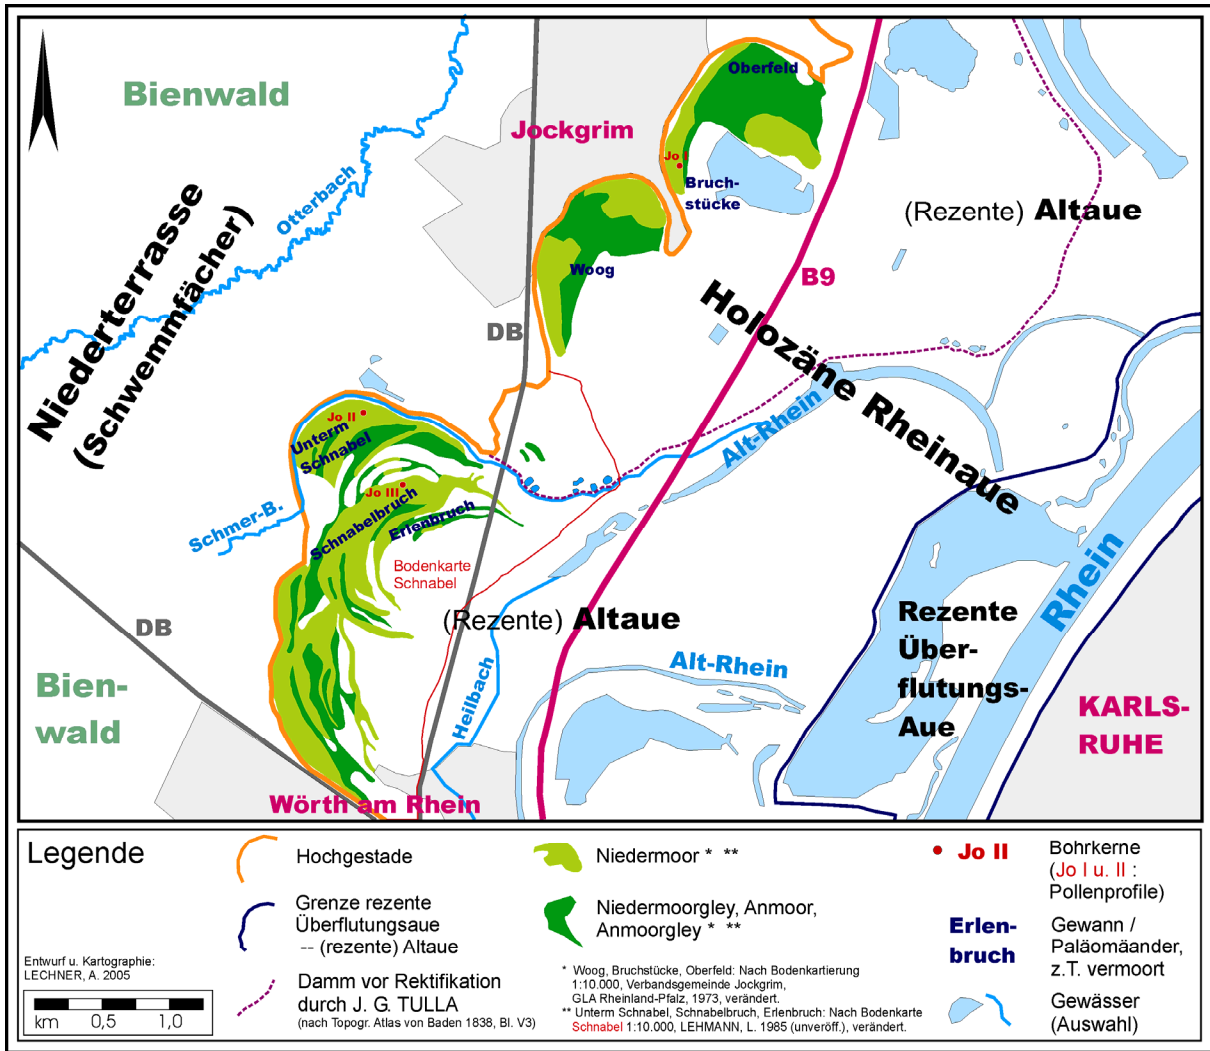 Bienwald
Jockgrim
Oberfeld
Jo I
Bruch-
stücke
Otterbach
Niederterrasse
(Schwemmfächer)
(Rezente) Altaue
Woog
B9
DB
Holozäne Rheinaue
Jo II
Unterm
Schnabel
Alt-Rhein
Jo III
Schnabelbruch
Erlenbruch
Schmer-B.
Bodenkarte
Schnabel
Rhein
(Rezente) Altaue
Rezente
Über-
flutungs-
Aue
DB
Alt-Rhein
Heilbach
Bien-
wald
KARLS-
RUHE
Wörth am Rhein
Legende
Hochgestade
Grenze rezente
Überflutungsaue
-- (rezente) Altaue
Damm vor Rektifikation
durch J. G. TULLA
(nach Topogr. Atlas von Baden 1838, Bl. V3)
Entwurf u. Kartographie:
LECHNER, A. 2005
km 0,5 1,0
Niedermoor * **
Niedermoorgley, Anmoor,
Anmoorgley * **
* Woog, Bruchstücke, Oberfeld: Nach Bodenkartierung
1:10.000, Verbandsgemeinde Jockgrim,
GLA Rheinland-Pfalz, 1973, verändert.
** Unterm Schnabel, Schnabelbruch, Erlenbruch: Nach Bodenkarte
Schnabel 1:10.000, LEHMANN, L. 1985 (unveröff.), verändert.
Jo II
Bohrkerne
(Jo I u. II :
Pollenprofile)
Erlen-
bruch
Gewann /
Paläomäander,
z.T. vermoort
Gewässer
(Auswahl)